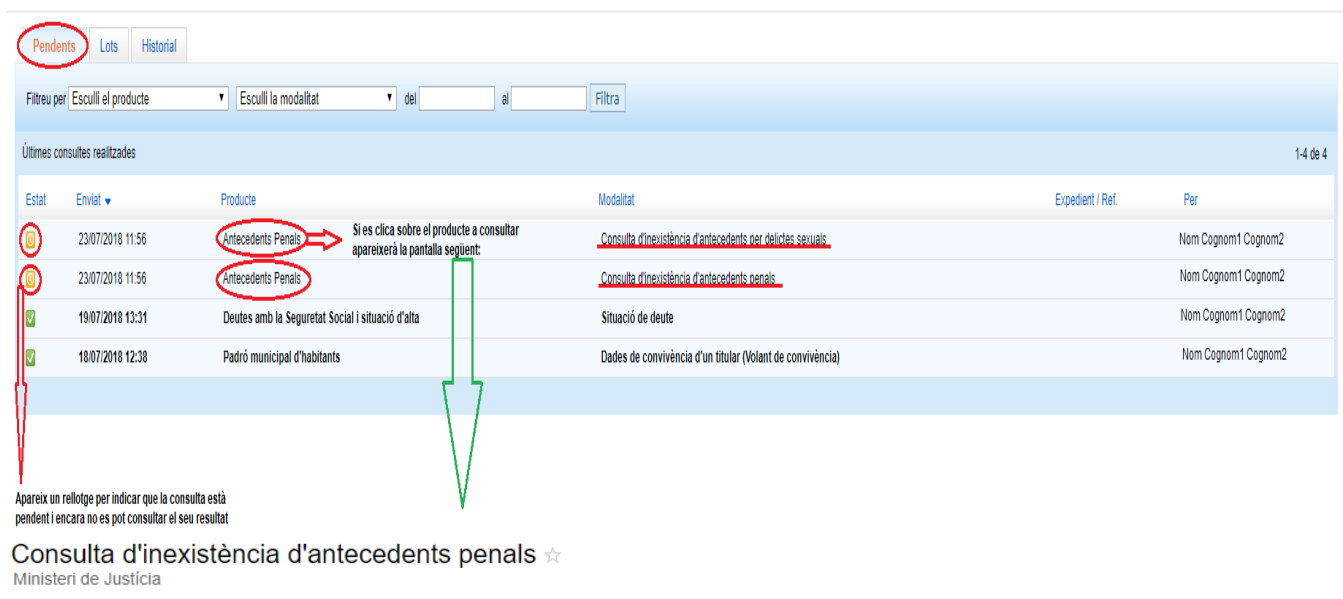 Pendents Lots Historial
Filtreu per Esculli el producte Esculli la modalitat del al Filtra
Últimes consultes realitzades 1-4 de 4
Estat Enviat Producte Modalitat Expedient / Ref. Per
23/07/2018 11:56 Antecedents Penals Si es clica sobre el producte a consultar apareixerà la pantalla següent: Consulta d'inexistència d'antecedents per delictes sexuals Nom Cognom1 Cognom2
23/07/2018 11:56 Antecedents Penals Consulta d'inexistència d'antecedents penals Nom Cognom1 Cognom2
19/07/2018 13:31 Deutes amb la Seguretat Social i situació d'alta Situació de deute Nom Cognom1 Cognom2
18/07/2018 12:38 Padró municipal d'habitants Dades de convivència d'un titular (Volant de convivència) Nom Cognom1 Cognom2
Apareix un rellotge per indicar que la consulta està
pendent i encara no es pot consultar el seu resultat
Consulta d'inexistència d'antecedents penals
Ministeri de Justícia